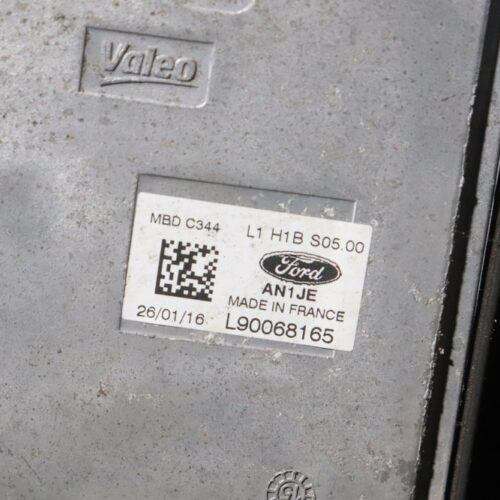 Valeo
MBD C344 L1 H1B S05.00
Ford
AN1JE
MADE IN FRANCE
26/01/16 L90068165